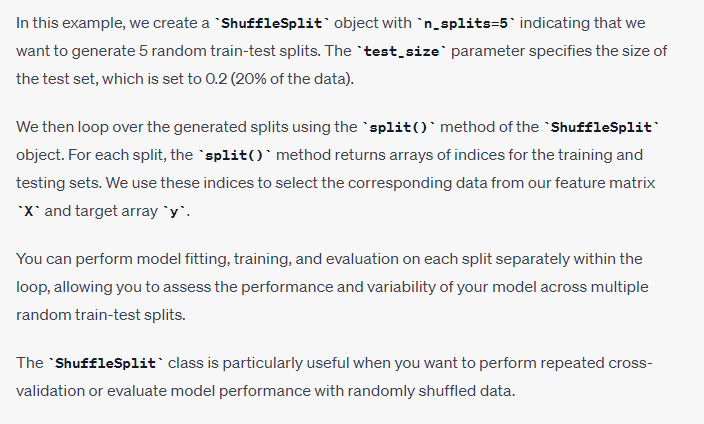 In this example, we create a `ShuffleSplit` object with `n_splits=5` indicating that we
want to generate 5 random train-test splits. The `test_size` parameter specifies the size of
the test set, which is set to 0.2 (20% of the data).
We then loop over the generated splits using the `split()` method of the `ShuffleSplit`
object. For each split, the `split()` method returns arrays of indices for the training and
testing sets. We use these indices to select the corresponding data from our feature matrix
`X` and target array `y`.
You can perform model fitting, training, and evaluation on each split separately within the
loop, allowing you to assess the performance and variability of your model across multiple
random train-test splits.
The `ShuffleSplit` class is particularly useful when you want to perform repeated cross-
validation or evaluate model performance with randomly shuffled data.